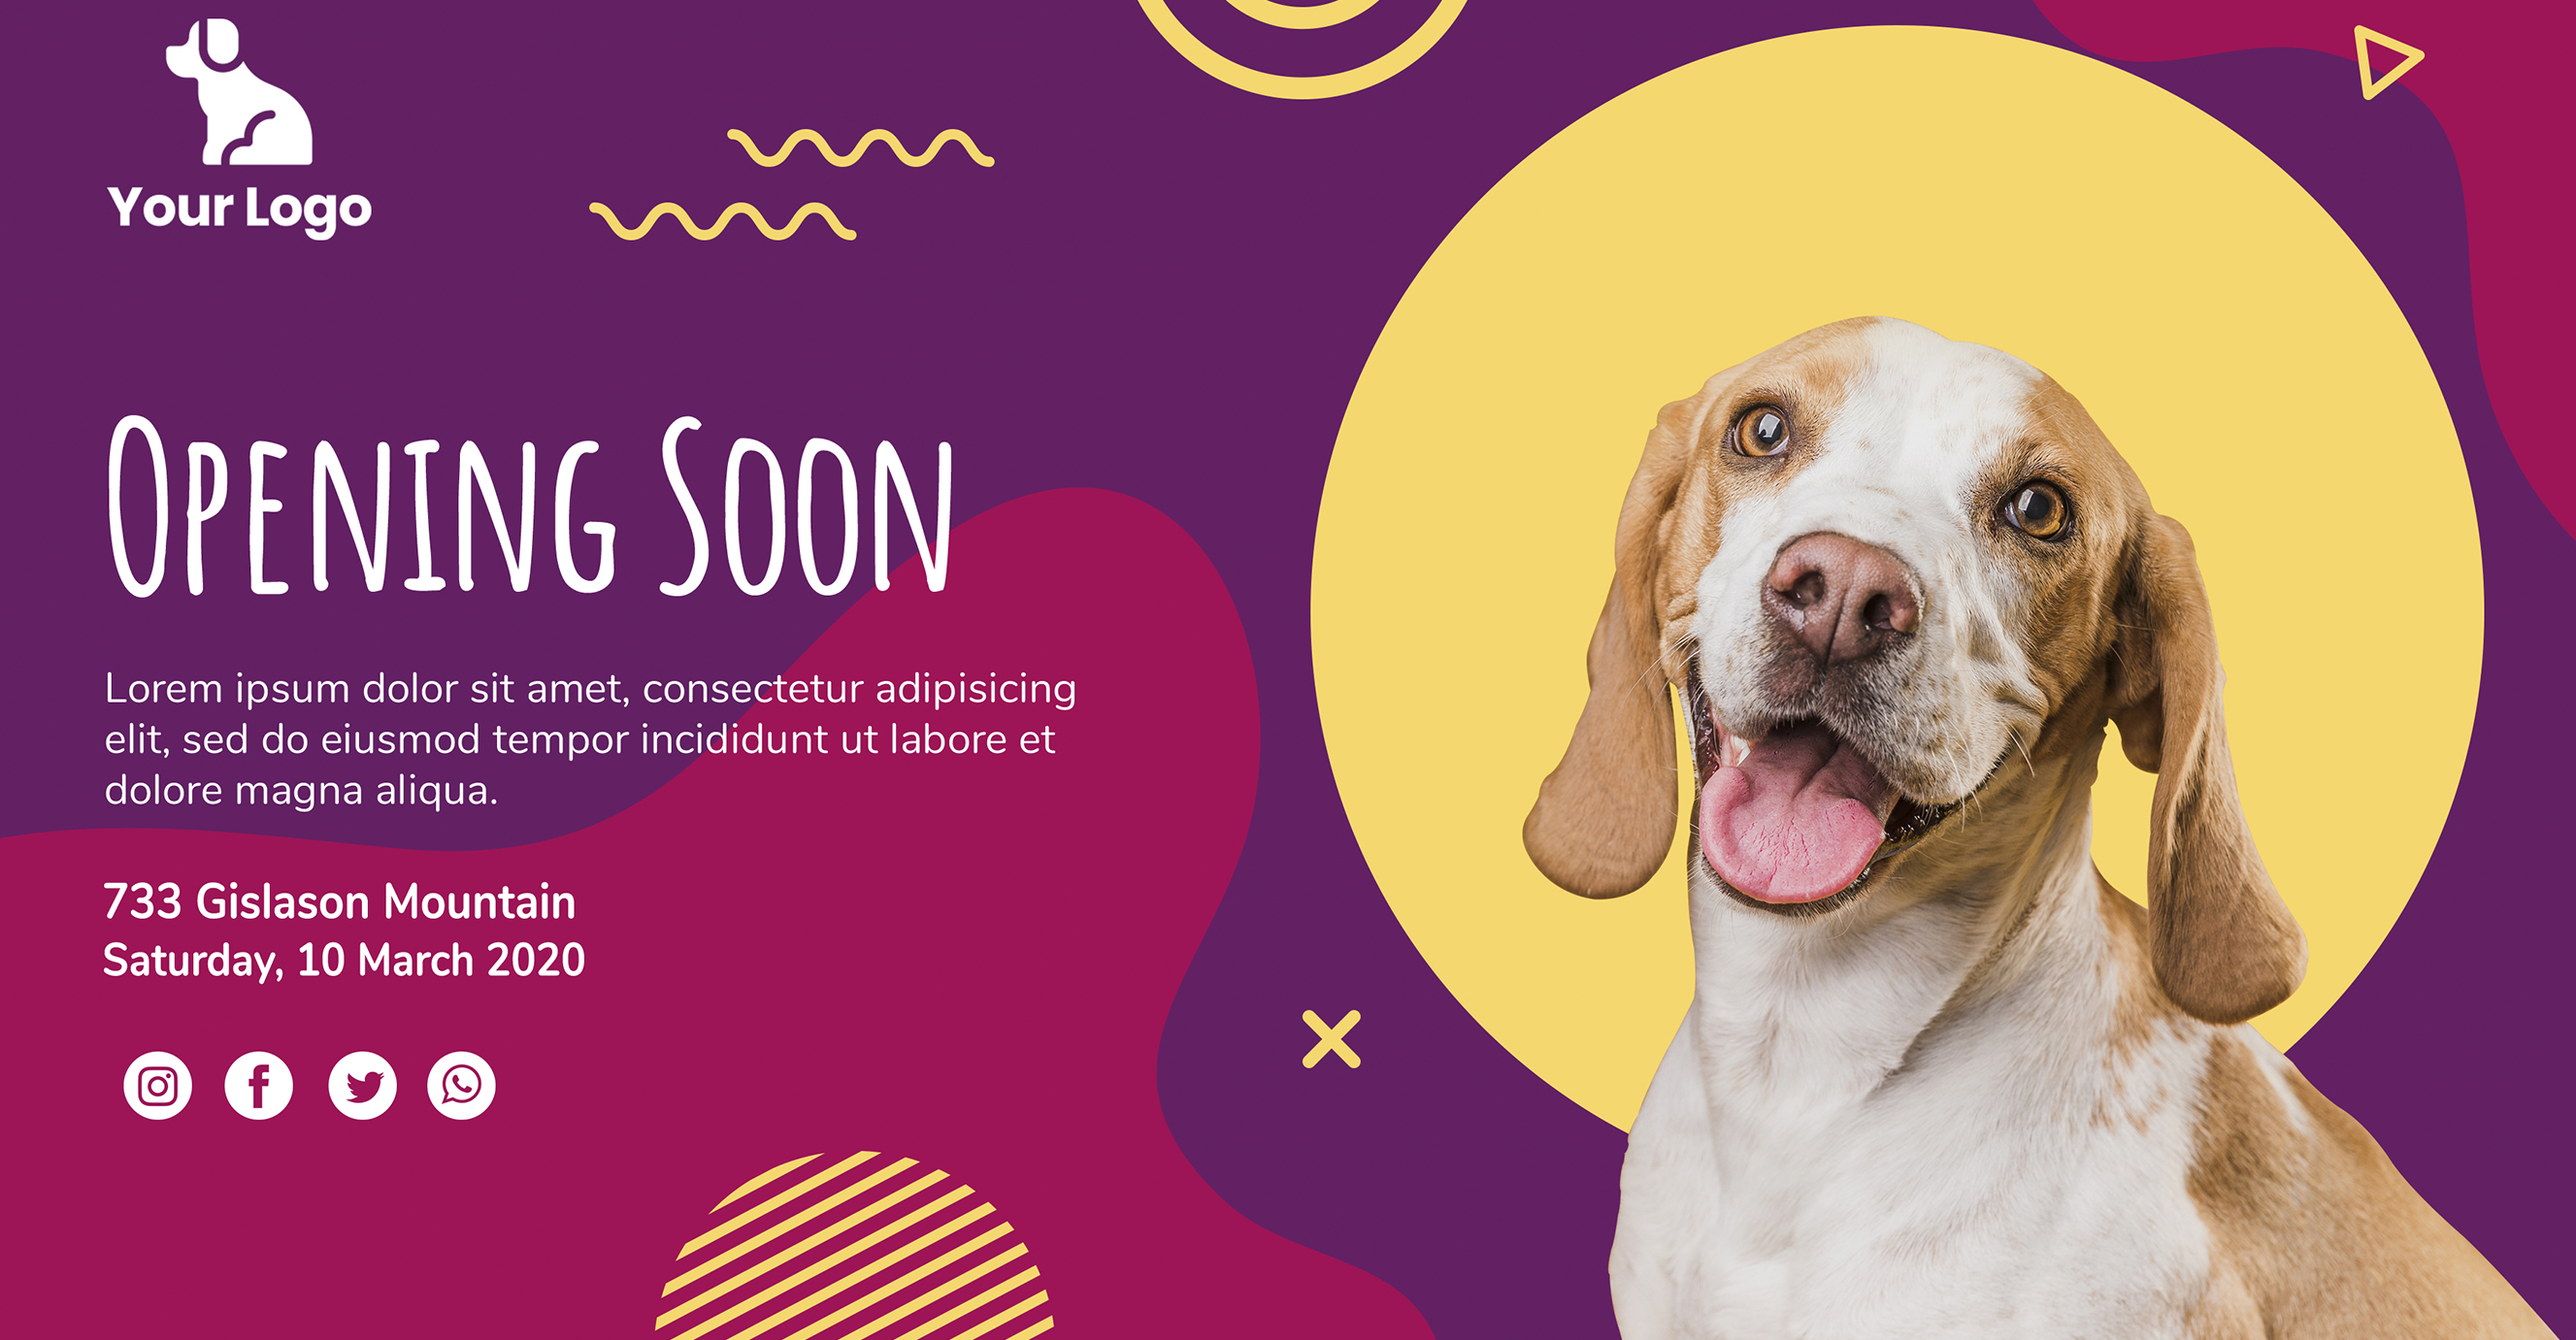 Your Logo
Opening Soon
Lorem ipsum dolor sit amet, consectetur adipisicing
elit, sed do eiusmod tempor incididunt ut labore et
dolore magna aliqua.
733 Gislason Mountain
Saturday, 10 March 2020